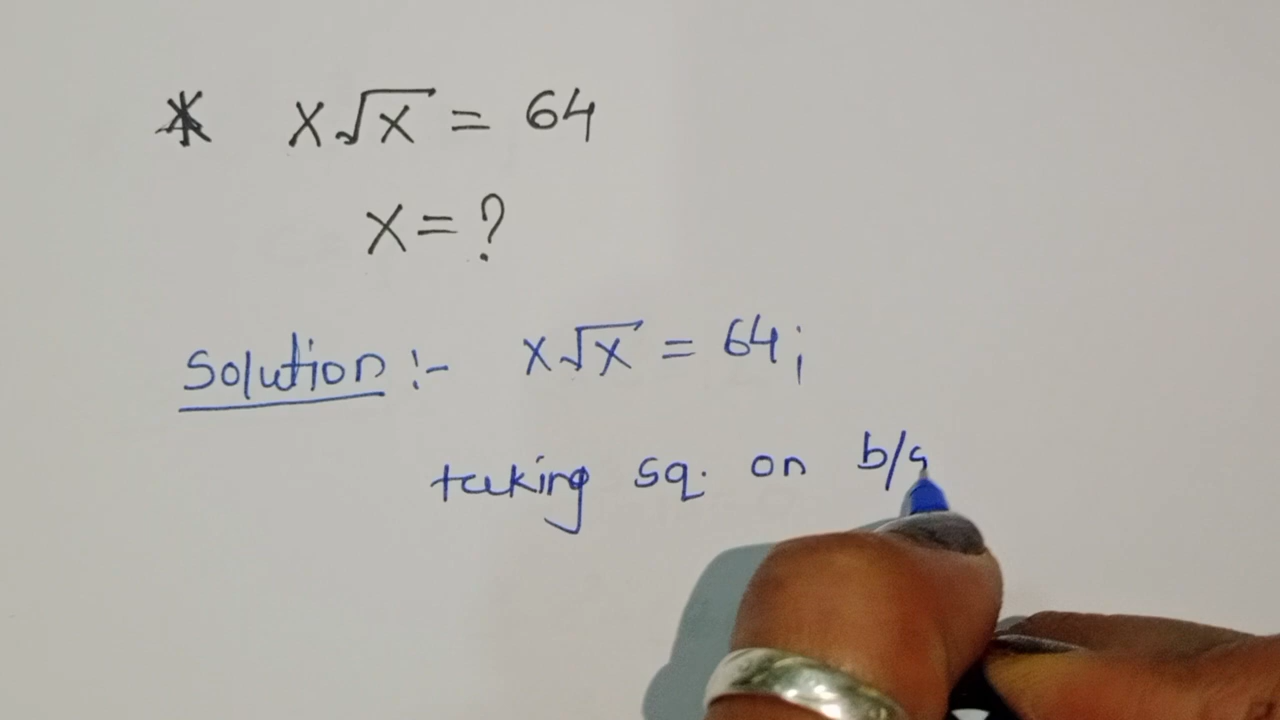 * x√x = 64
x = ?
Solution :- x√x = 64;
taking sq. on b/s